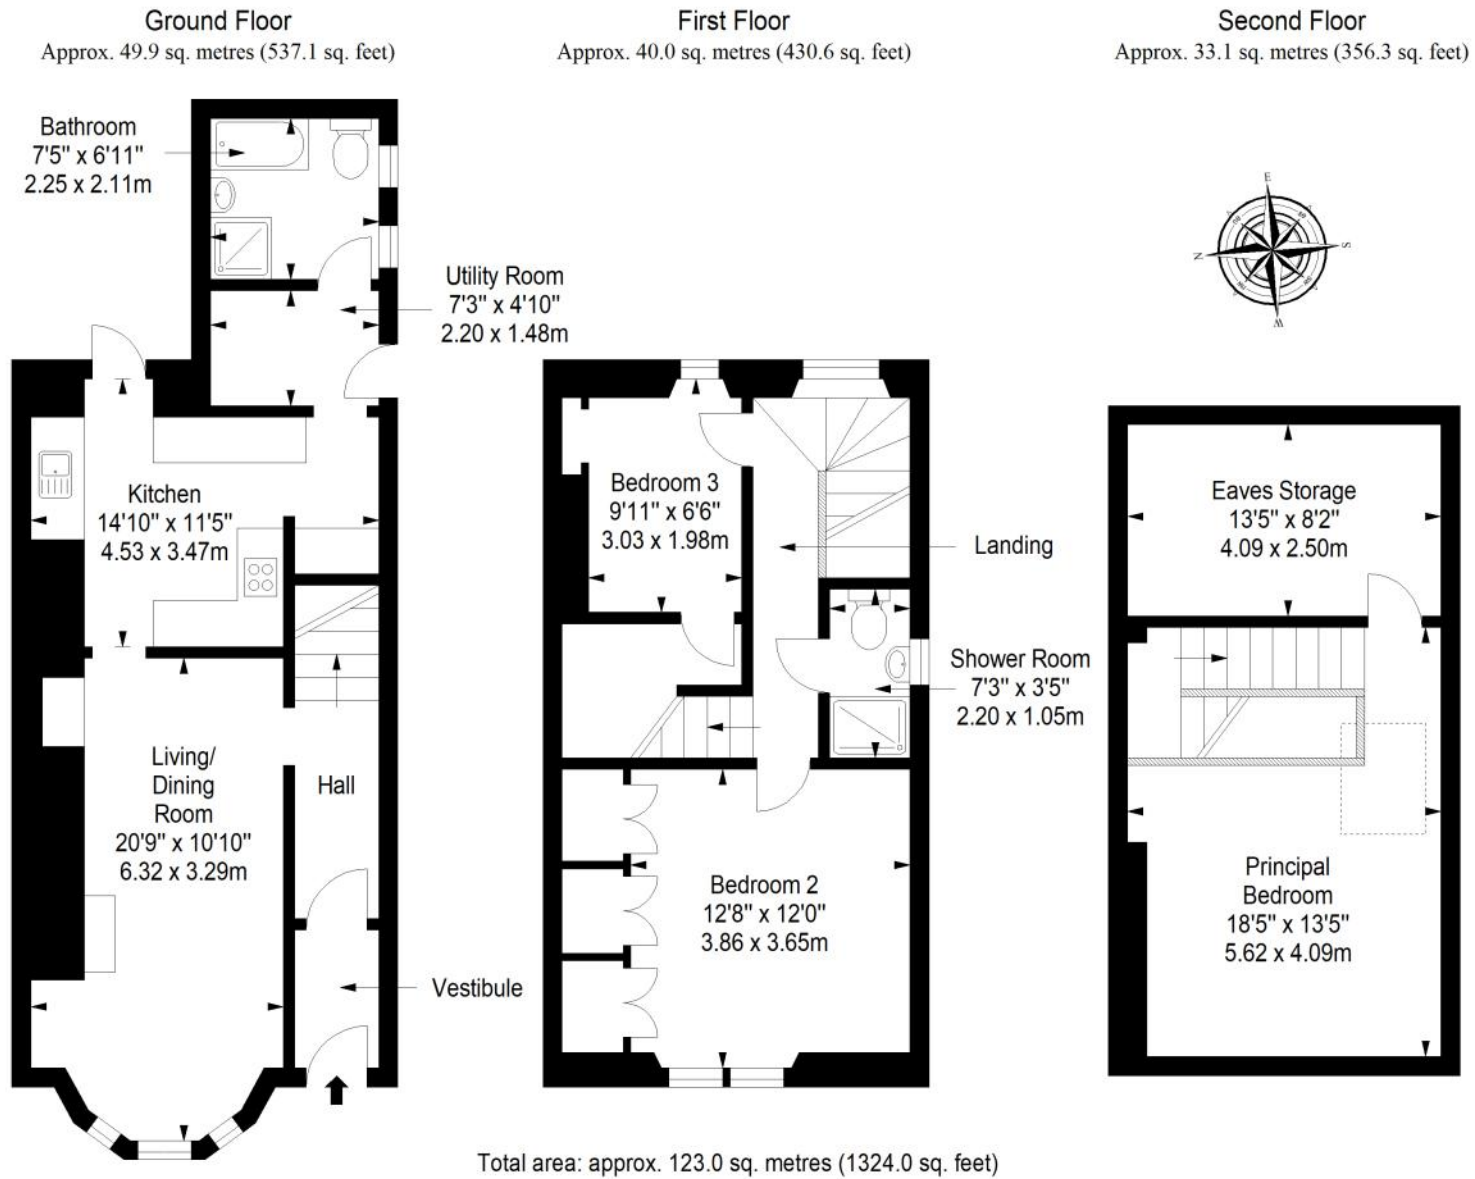 Ground Floor
Approx. 49.9 sq. metres (537.1 sq. feet)
First Floor
Approx. 40.0 sq. metres (430.6 sq. feet)
Second Floor
Approx. 33.1 sq. metres (356.3 sq. feet)
Bathroom
7'5" x 6'11"
2.25 x 2.11m
Utility Room
7'3" x 4'10"
2.20 x 1.48m
Kitchen
14'10" x 11'5"
4.53 x 3.47m
Living/
Dining
Room
20'9" x 10'10"
6.32 x 3.29m
Hall
Vestibule
Bedroom 3
9'11" x 6'6"
3.03 x 1.98m
Landing
Shower Room
7'3" x 3'5"
2.20 x 1.05m
Bedroom 2
12'8" x 12'0"
3.86 x 3.65m
E
N
S
W
Eaves Storage
13'5" x 8'2"
4.09 x 2.50m
Principal
Bedroom
18'5" x 13'5"
5.62 x 4.09m
Total area: approx. 123.0 sq. metres (1324.0 sq. feet)